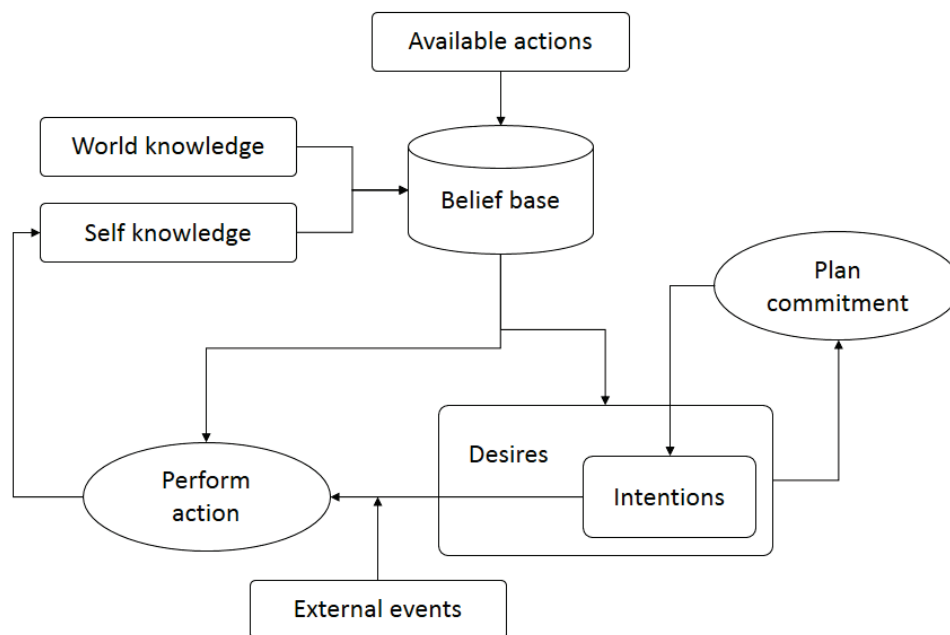 Available actions
World knowledge
Belief base
Self knowledge
Plan
commitment
Desires
Intentions
Perform
action
External events